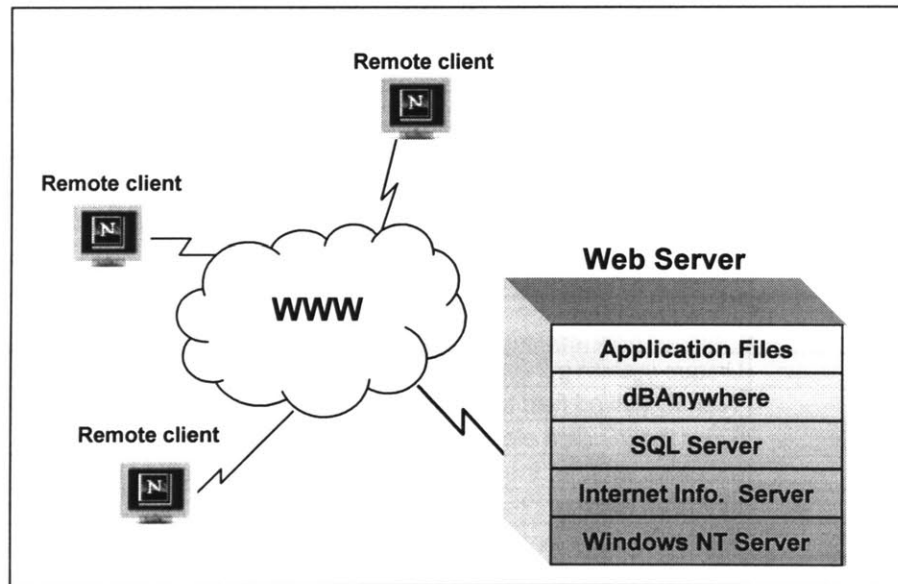 Remote client
Remote client
WWW
Remote client
Web Server
Application Files
dBAnywhere
SQL Server
Internet Info. Server
Windows NT Server
N
N
N